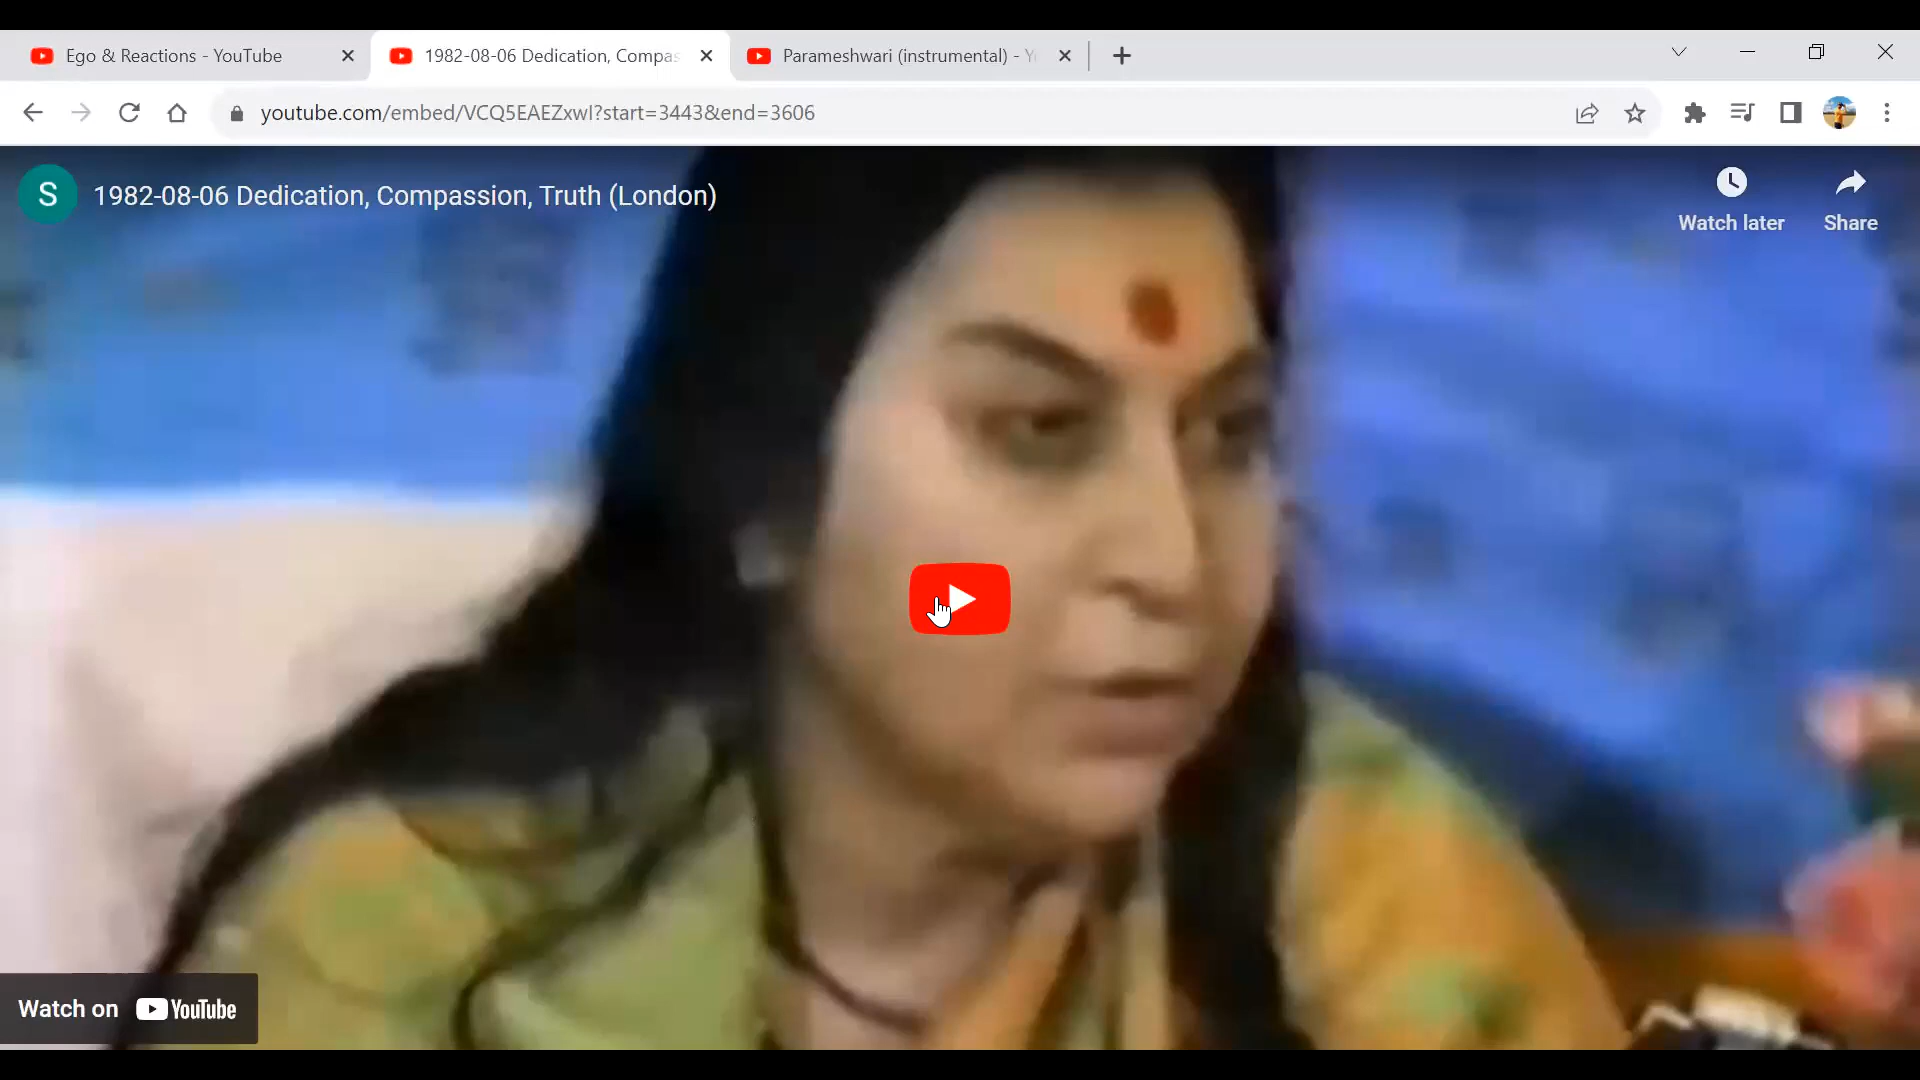 Ego & Reactions - YouTube
1982-08-06 Dedication, Compas
Parameshwari (instrumental) - Y
youtube.com/embed/VCQ5EAEZxwI?start=3443&end=3606
S
1982-08-06 Dedication, Compassion, Truth (London)
Watch later
Share
Watch on YouTube